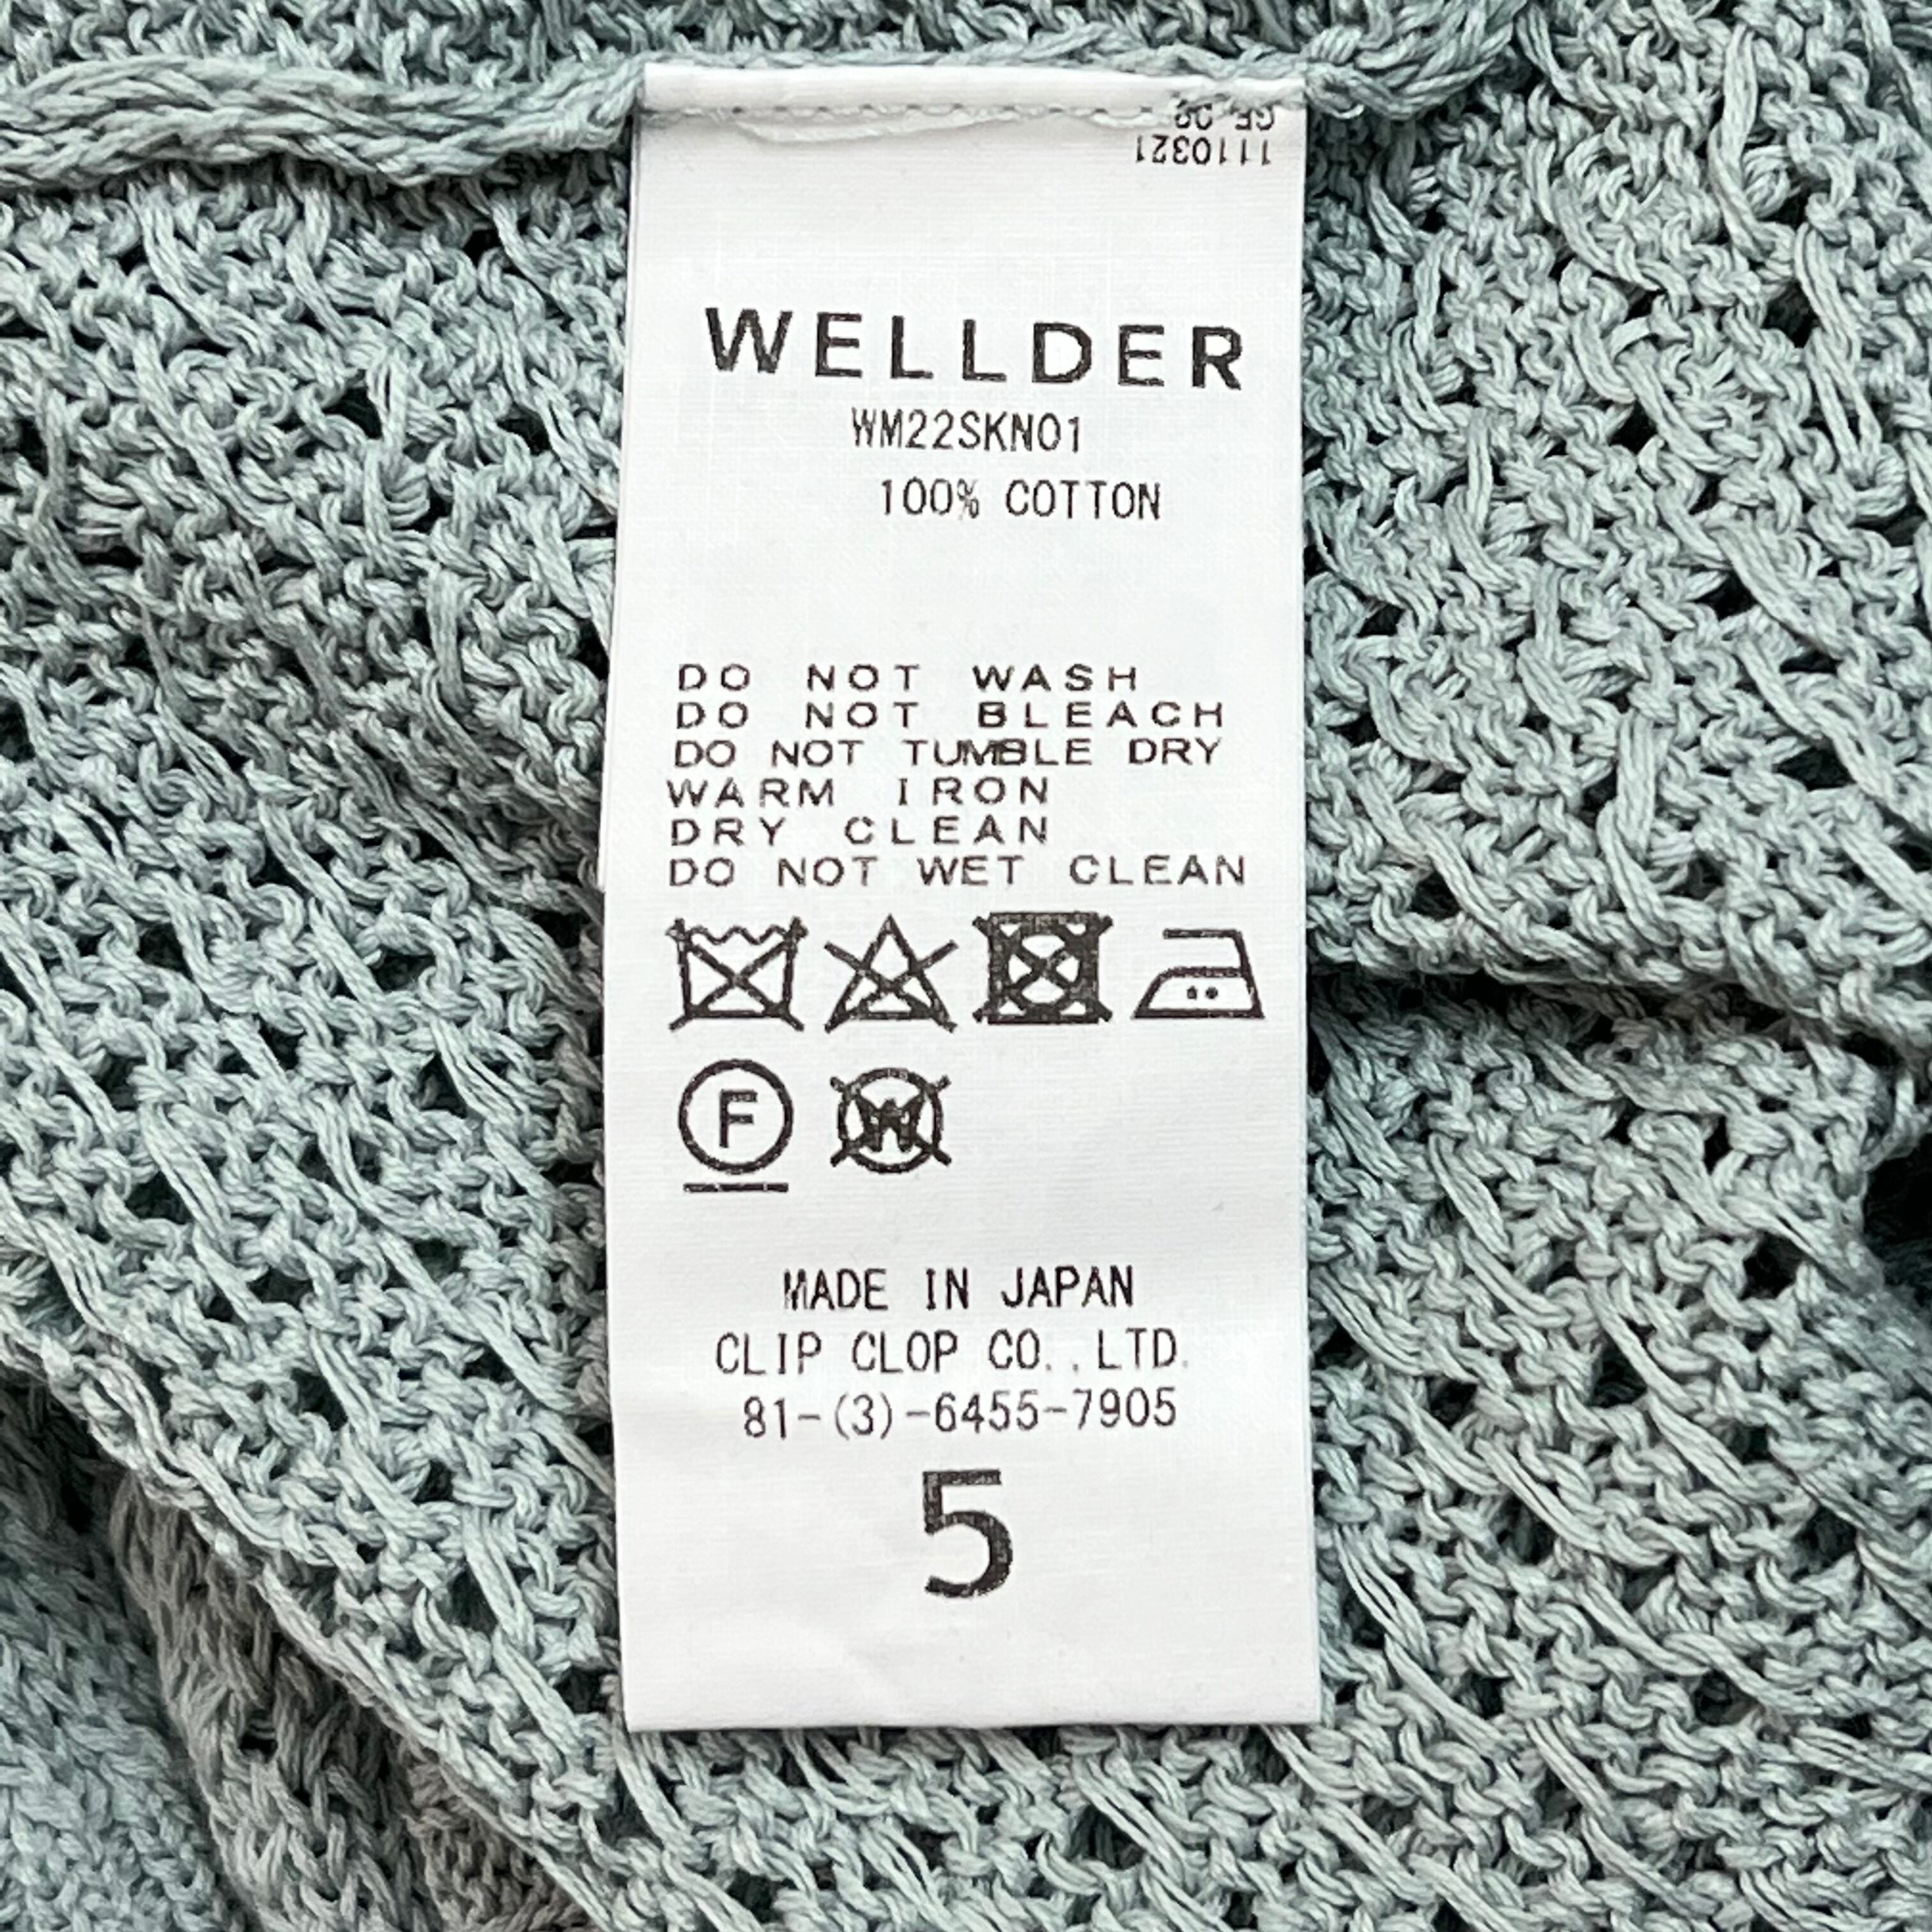 1110321
WELLDER
WM22SKN01
100% COTTON
DO NOT WASH
DO NOT BLEACH
DO NOT TUMBLE DRY
WARM IRON
DRY CLEAN
DO NOT WET CLEAN
F W
MADE IN JAPAN
CLIP CLOP CO.,LTD.
81-(3)-6455-7905
5